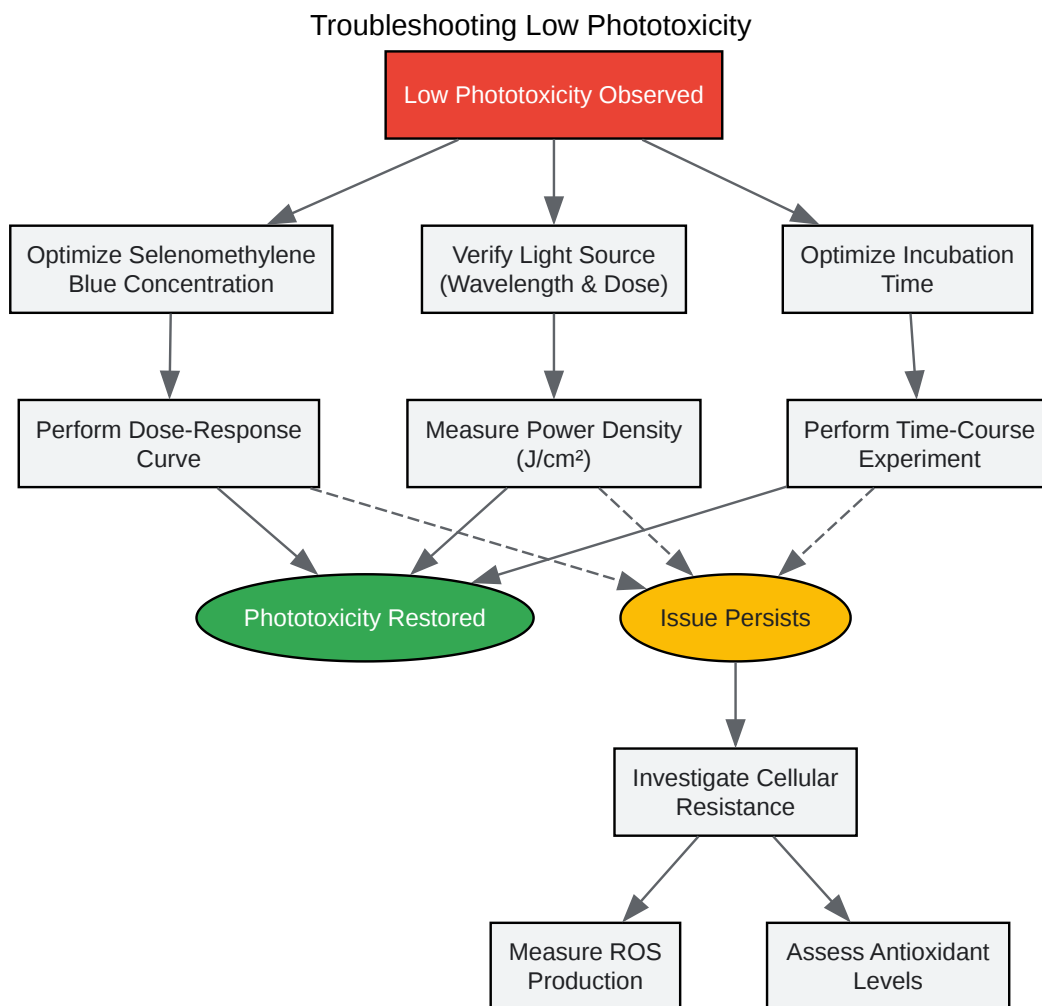 Troubleshooting Low Phototoxicity
Low Phototoxicity Observed
Optimize Selenomethylene
Blue Concentration
Verify Light Source
(Wavelength & Dose)
Optimize Incubation
Time
Perform Dose-Response
Curve
Measure Power Density
(J/cm²)
Perform Time-Course
Experiment
Phototoxicity Restored
Issue Persists
Investigate Cellular
Resistance
Measure ROS
Production
Assess Antioxidant
Levels